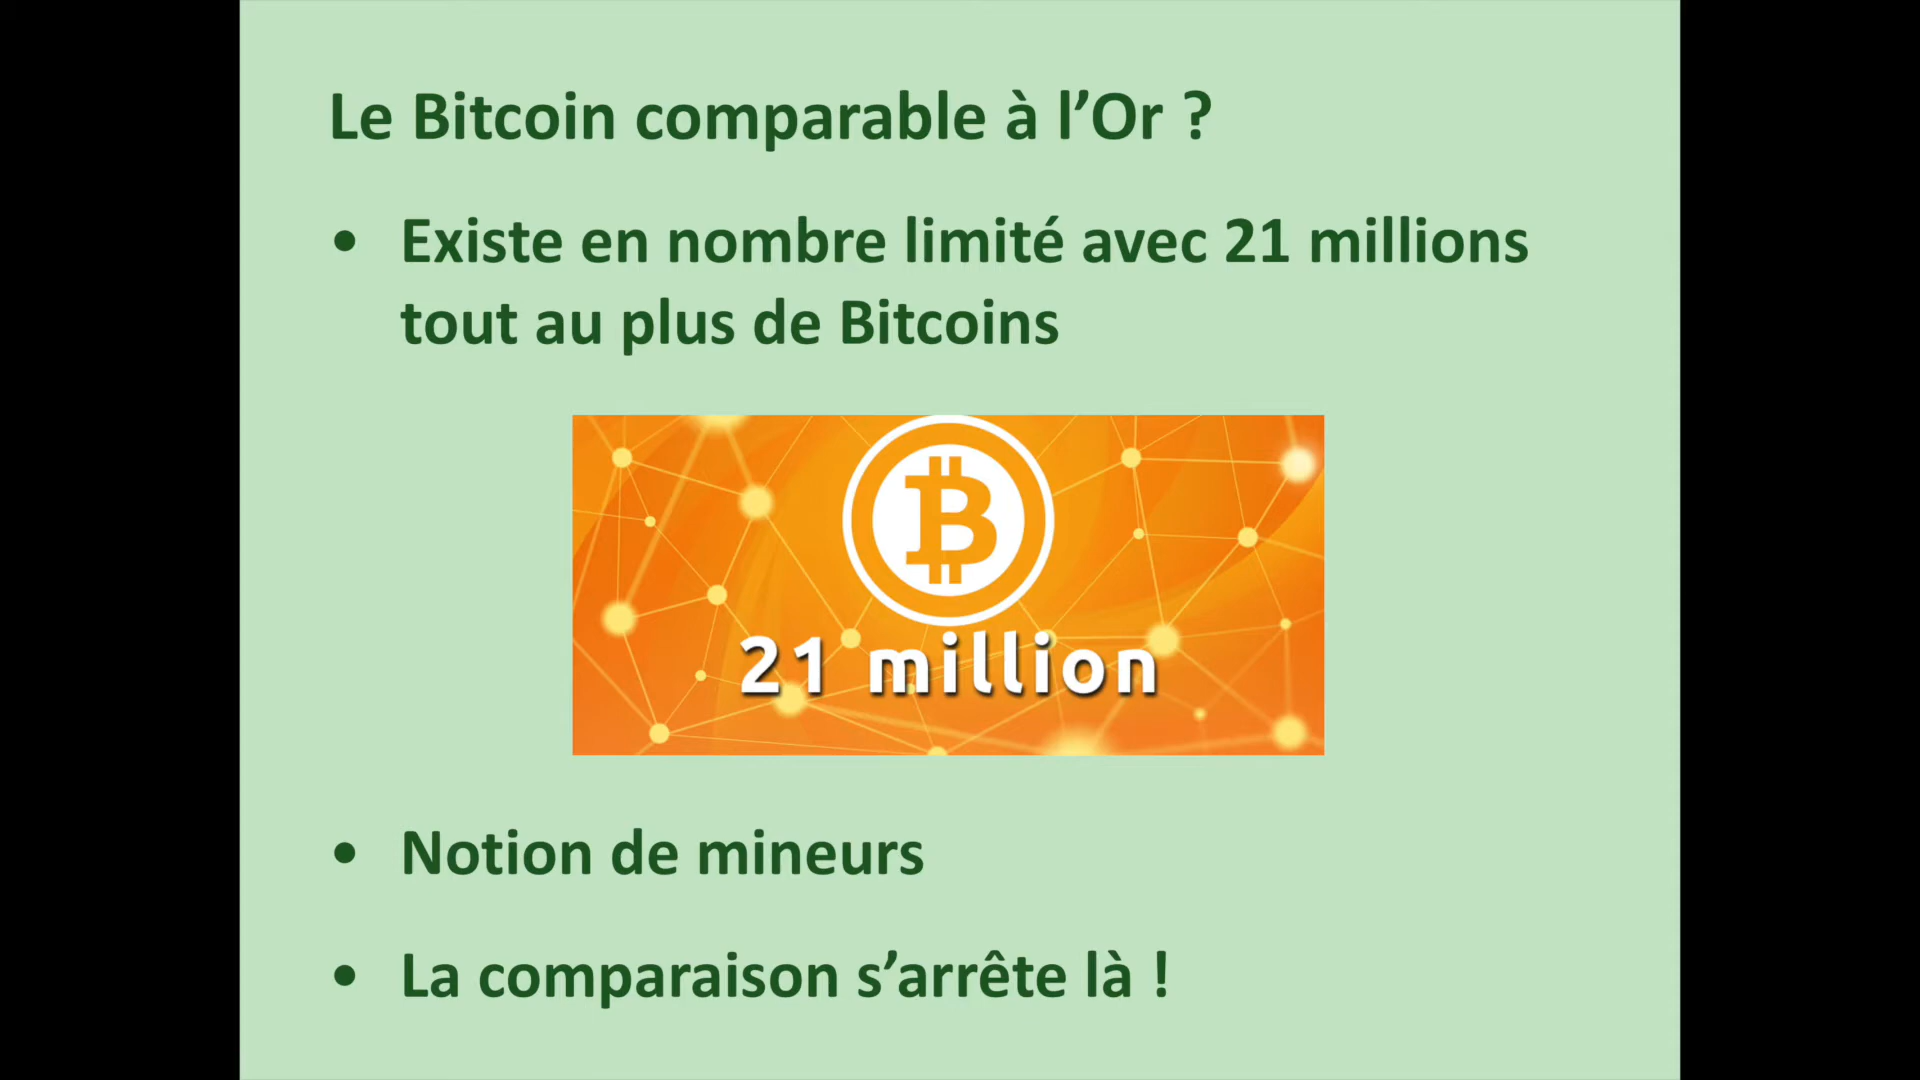 Le Bitcoin comparable à l’Or ?
• Existe en nombre limité avec 21 millions
tout au plus de Bitcoins
21 million
• Notion de mineurs
• La comparaison s’arrête là !